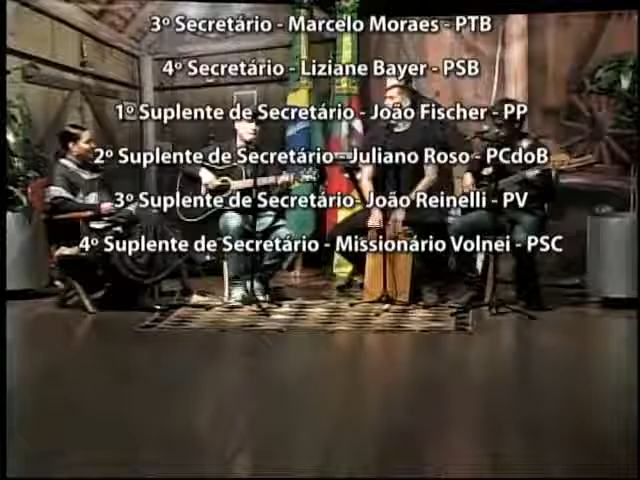 3º Secretário - Marcelo Moraes - PTB
4º Secretário - Liziane Bayer - PSB
1º Suplente de Secretário - João Fischer - PP
2º Suplente de Secretário - Juliano Roso - PCdoB
3º Suplente de Secretário- João Reinelli - PV
4º Suplente de Secretário - Missionário Volnei - PSC